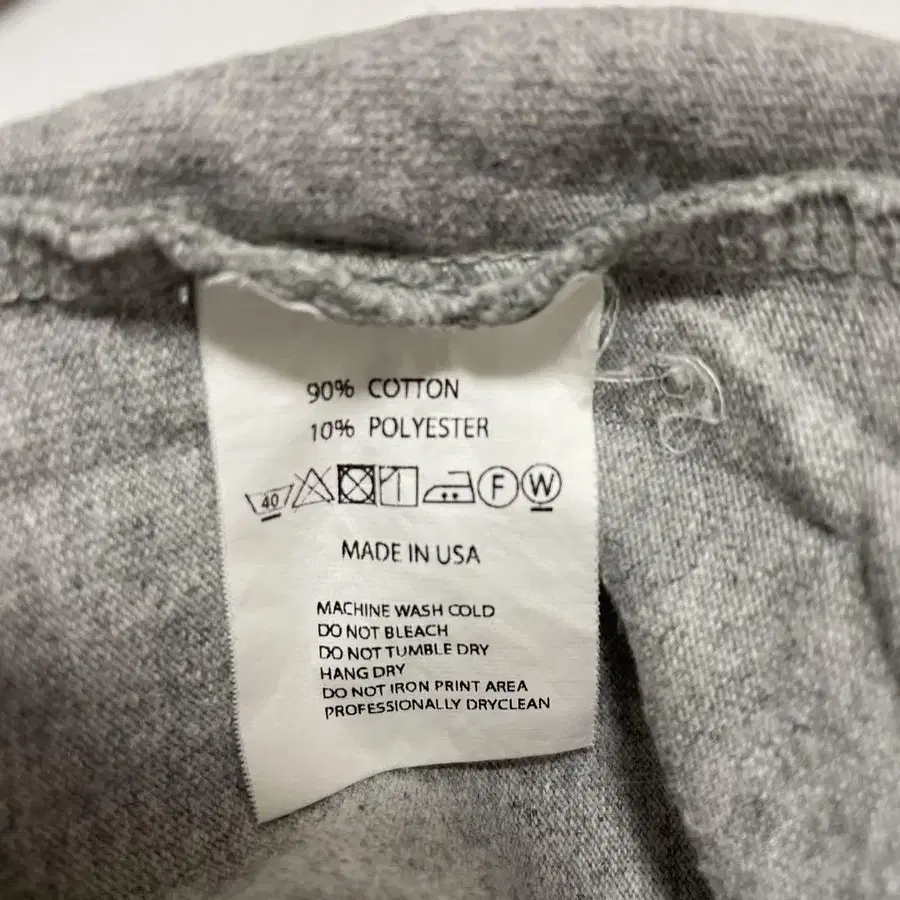 90% COTTON
10% POLYESTER
40 F W
MADE IN USA
MACHINE WASH COLD
DO NOT BLEACH
DO NOT TUMBLE DRY
HANG DRY
DO NOT IRON PRINT AREA
PROFESSIONALLY DRYCLEAN